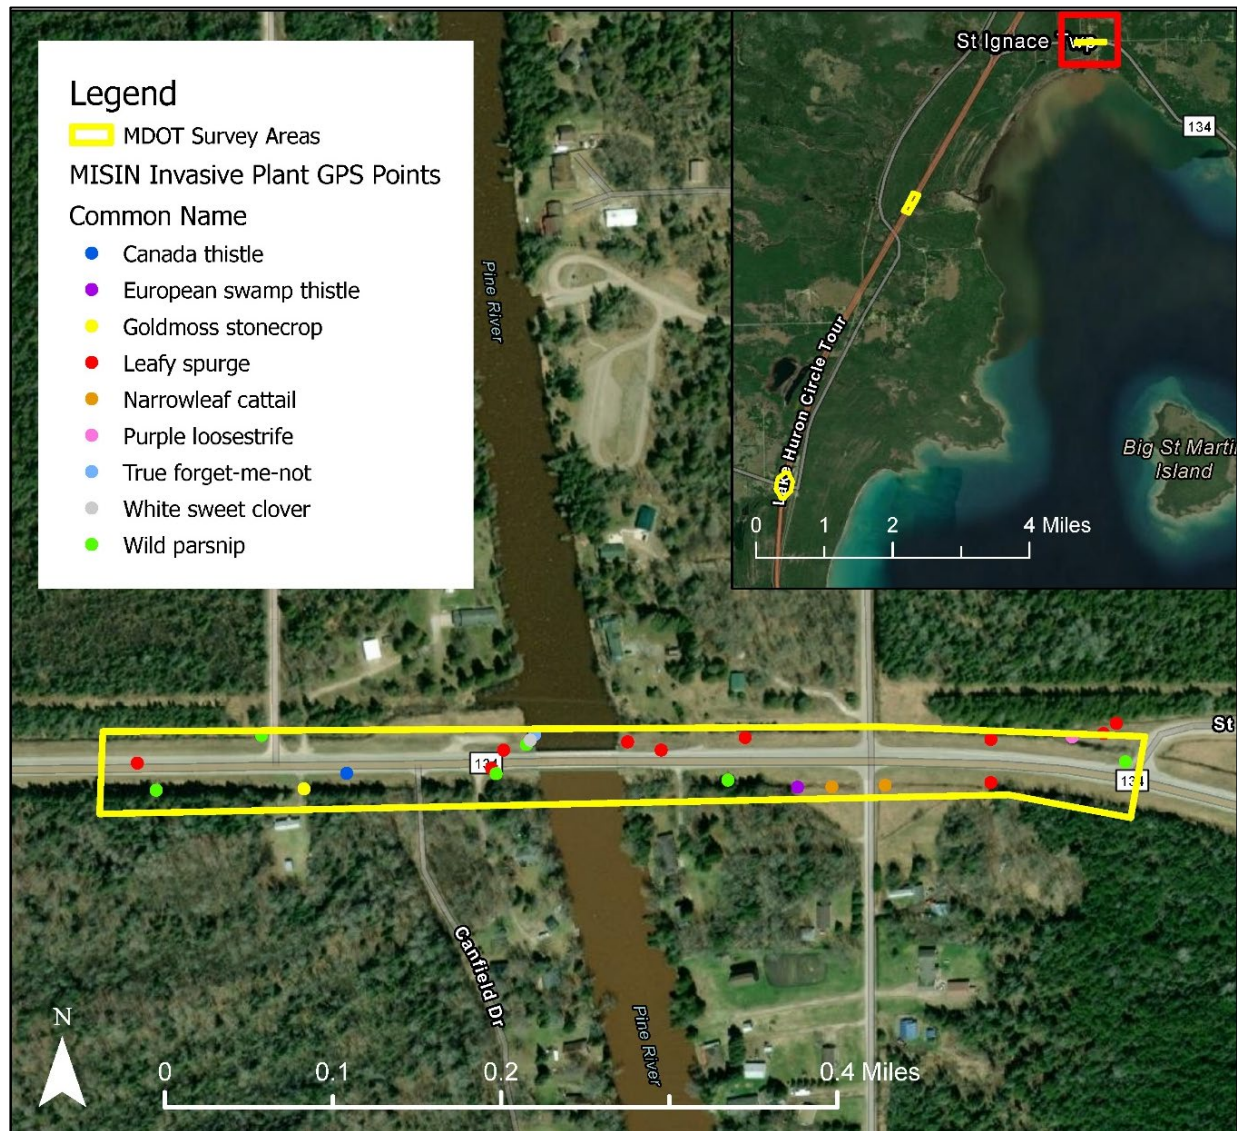 Legend
MDOT Survey Areas
MISIN Invasive Plant GPS Points
Common Name
Canada thistle
European swamp thistle
Goldmoss stonecrop
Leafy spurge
Narrowleaf cattail
Purple loosestrife
True forget-me-not
White sweet clover
Wild parsnip
Pine River
St Ignace Twp
134
Lake Huron Circle Tour
Big St Martin
Island
0 1 2 4 Miles
St
134
134
Canfield Dr
Pine River
N
0 0.1 0.2 0.4 Miles